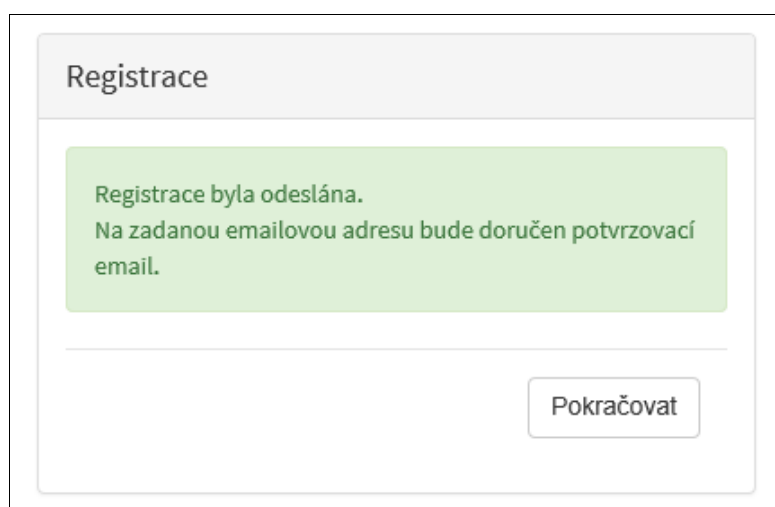 Registrace
Registrace byla odeslána.
Na zadanou emailovou adresu bude doručen potvrzovací
email.
Pokračovat